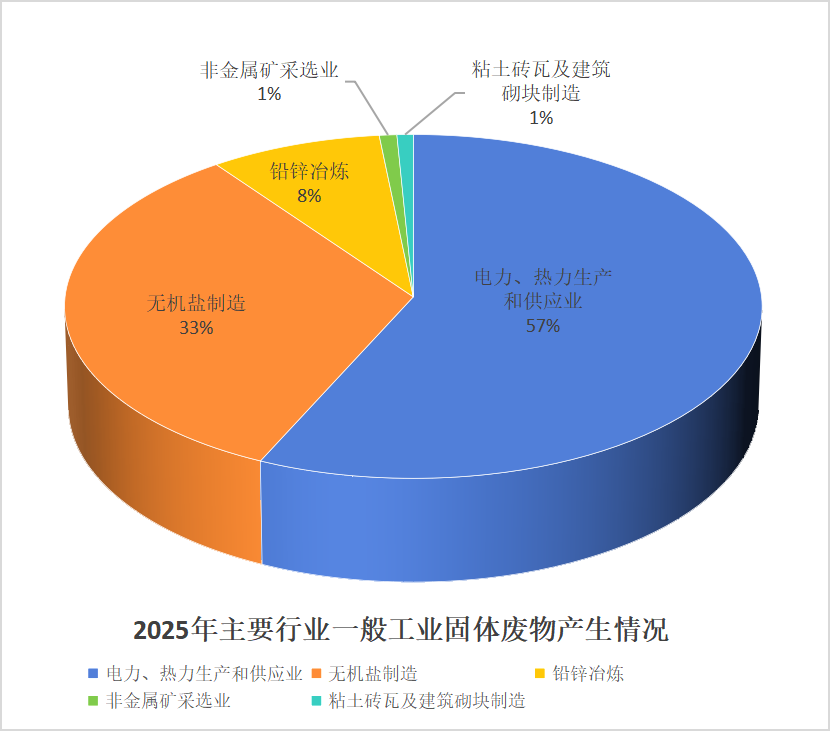 非金属矿采选业
1%
粘土砖瓦及建筑
砌块制造
1%
铅锌冶炼
8%
电力、热力生产
和供应业
57%
无机盐制造
33%
2025年主要行业一般工业固体废物产生情况
电力、热力生产和供应业
无机盐制造
铅锌冶炼
非金属矿采选业
粘土砖瓦及建筑砌块制造